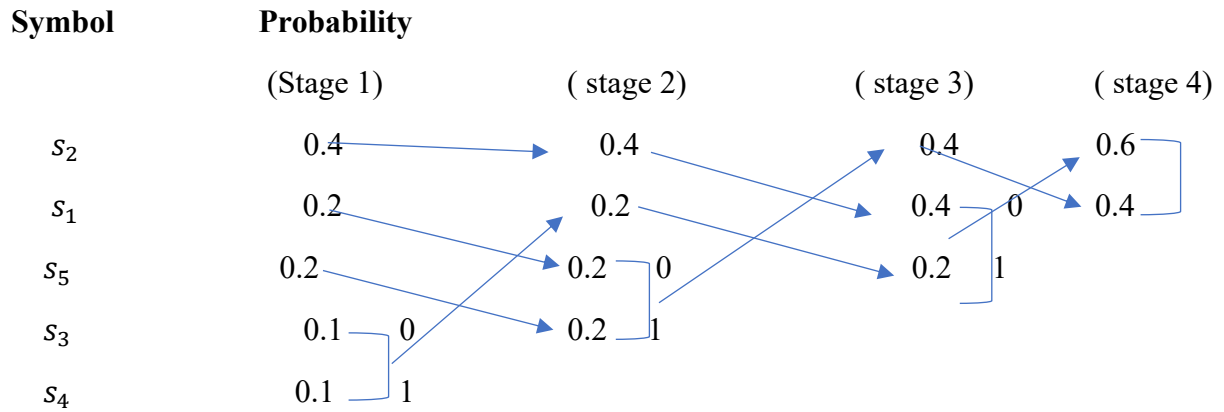 Symbol Probability
(Stage 1) ( stage 2) ( stage 3) ( stage 4)
𝑠₂ 0.4 0.4 0.4 0.6
𝑠₁ 0.2 0.2 0.4 0 0.4
𝑠₅ 0.2 0.2 0 0.2 1
𝑠₃ 0.1 0 0.2 1
𝑠₄ 0.1 1